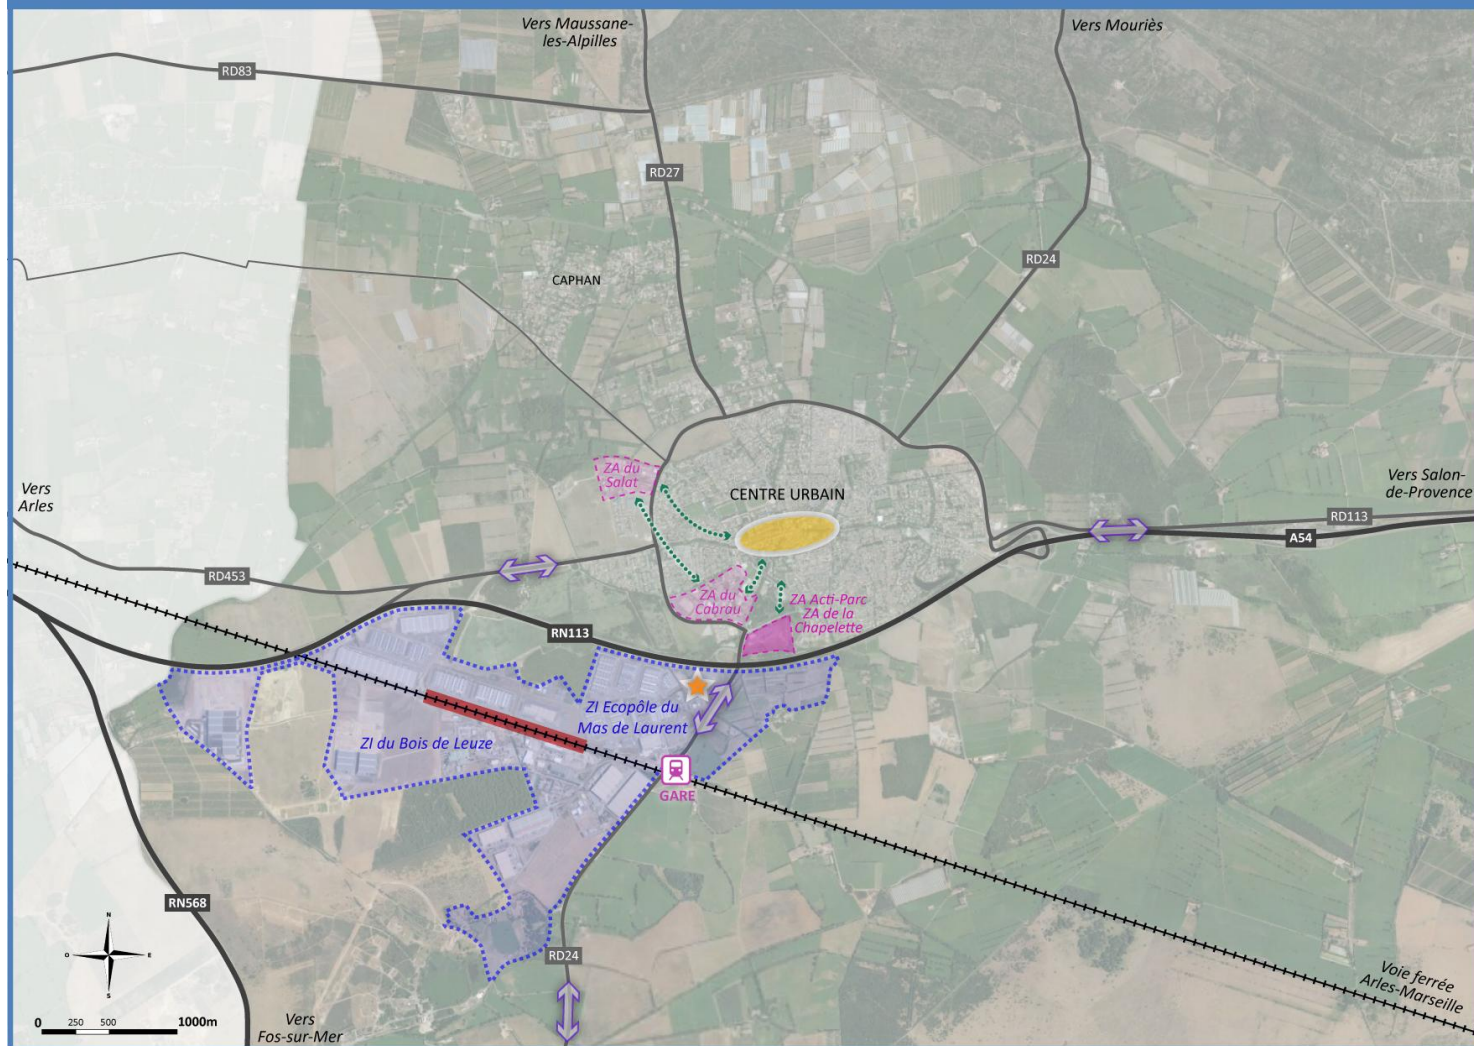 Vers Maussane-
les-Alpilles
Vers Mouriès
RD83
RD27
RD24
CAPHAN
ZA du
Salat
CENTRE URBAIN
Vers
Arles
Vers Salon-
de-Provence
RD113
A54
RD453
ZA du
Cabrau
ZA Acti-Parc
ZA de la
Chapelette
RN113
ZI Ecopôle du
Mas de Laurent
ZI du Bois de Leuze
GARE
RN568
N
O
E
S
RD24
Voie ferrée
Arles-Marseille
0 250 500 1000m
Vers
Fos-sur-Mer